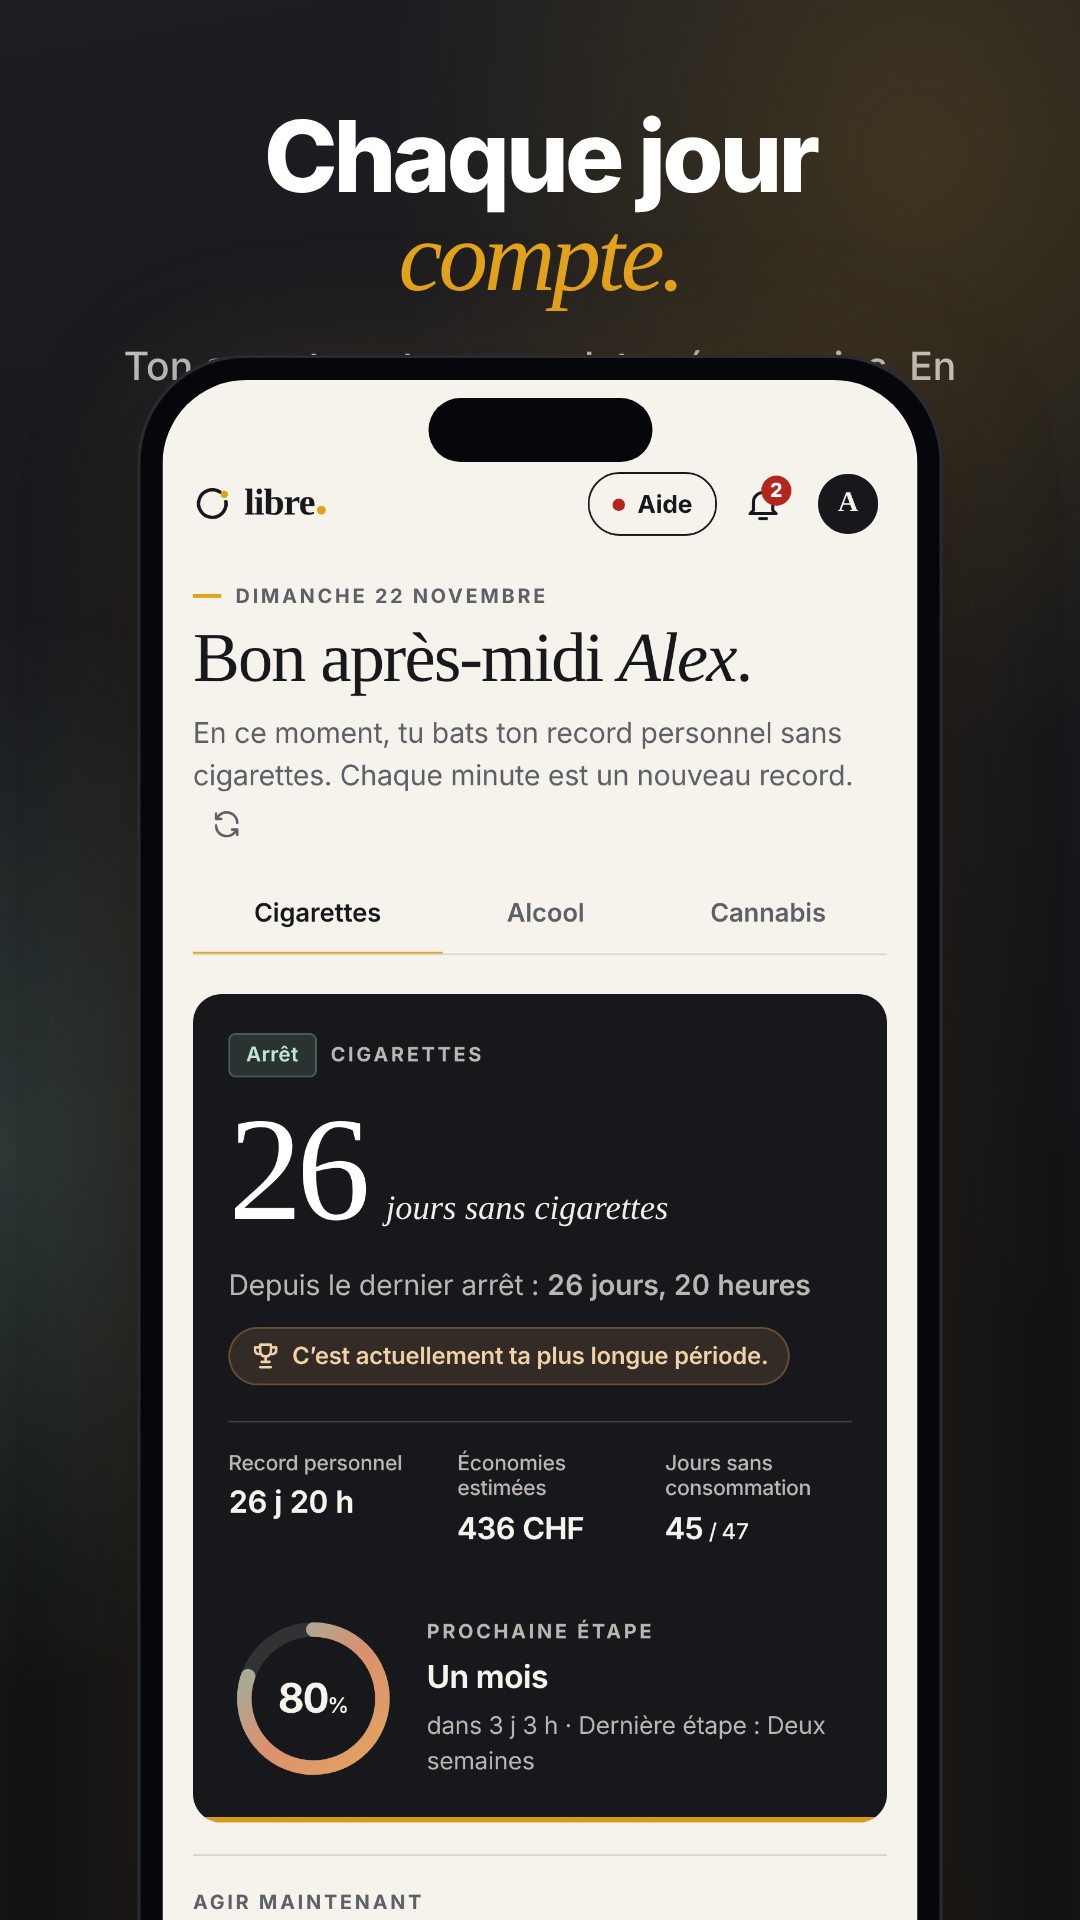 Chaque jour
compte.
Ton
En
libre.
Aide
2
A
DIMANCHE 22 NOVEMBRE
Bon après-midi Alex.
En ce moment, tu bats ton record personnel sans
cigarettes. Chaque minute est un nouveau record.
Cigarettes
Alcool
Cannabis
Arrêt
CIGARETTES
26 jours sans cigarettes
Depuis le dernier arrêt : 26 jours, 20 heures
C’est actuellement ta plus longue période.
Record personnel
26 j 20 h
Économies
estimées
436 CHF
Jours sans
consommation
45 / 47
80%
PROCHAINE ÉTAPE
Un mois
dans 3 j 3 h · Dernière étape : Deux
semaines
AGIR MAINTENANT